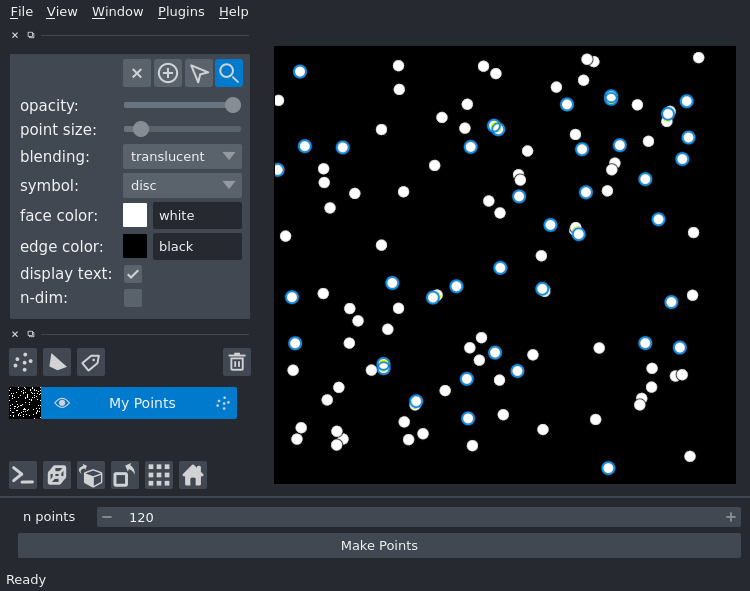 File View Window Plugins Help
opacity:
point size:
blending: translucent
symbol: disc
face color: white
edge color: black
display text:
n-dim:
My Points
n points 120
Make Points
Ready